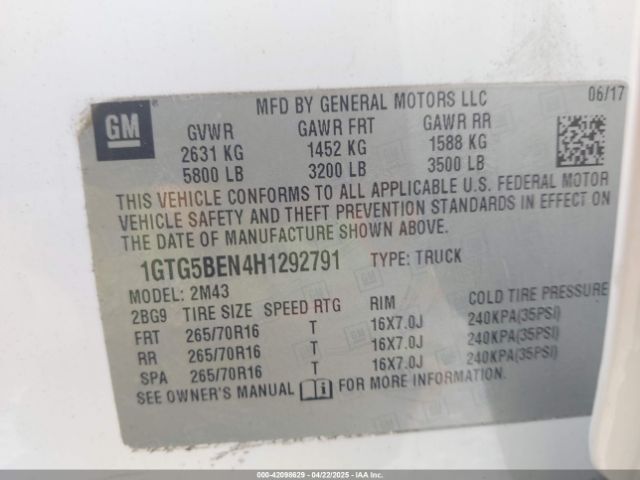 GM
MFD BY GENERAL MOTORS LLC 06/17
GVWR GAWR FRT GAWR RR
2631 KG 1452 KG 1588 KG
5800 LB 3200 LB 3500 LB
THIS VEHICLE CONFORMS TO ALL APPLICABLE U.S. FEDERAL MOTOR
VEHICLE SAFETY AND THEFT PREVENTION STANDARDS IN EFFECT ON
THE DATE OF MANUFACTURE SHOWN ABOVE.
1GTG5BEN4H1292791 TYPE: TRUCK
MODEL: 2M43
2BG9 TIRE SIZE SPEED RTG RIM COLD TIRE PRESSURE
FRT 265/70R16 T 16X7.0J 240KPA(35PSI)
RR 265/70R16 T 16X7.0J 240KPA(35PSI)
SPA 265/70R16 T 16X7.0J 240KPA(35PSI)
SEE OWNER'S MANUAL FOR MORE INFORMATION.
000-42098629 - 04/22/2025 - IAA Inc.